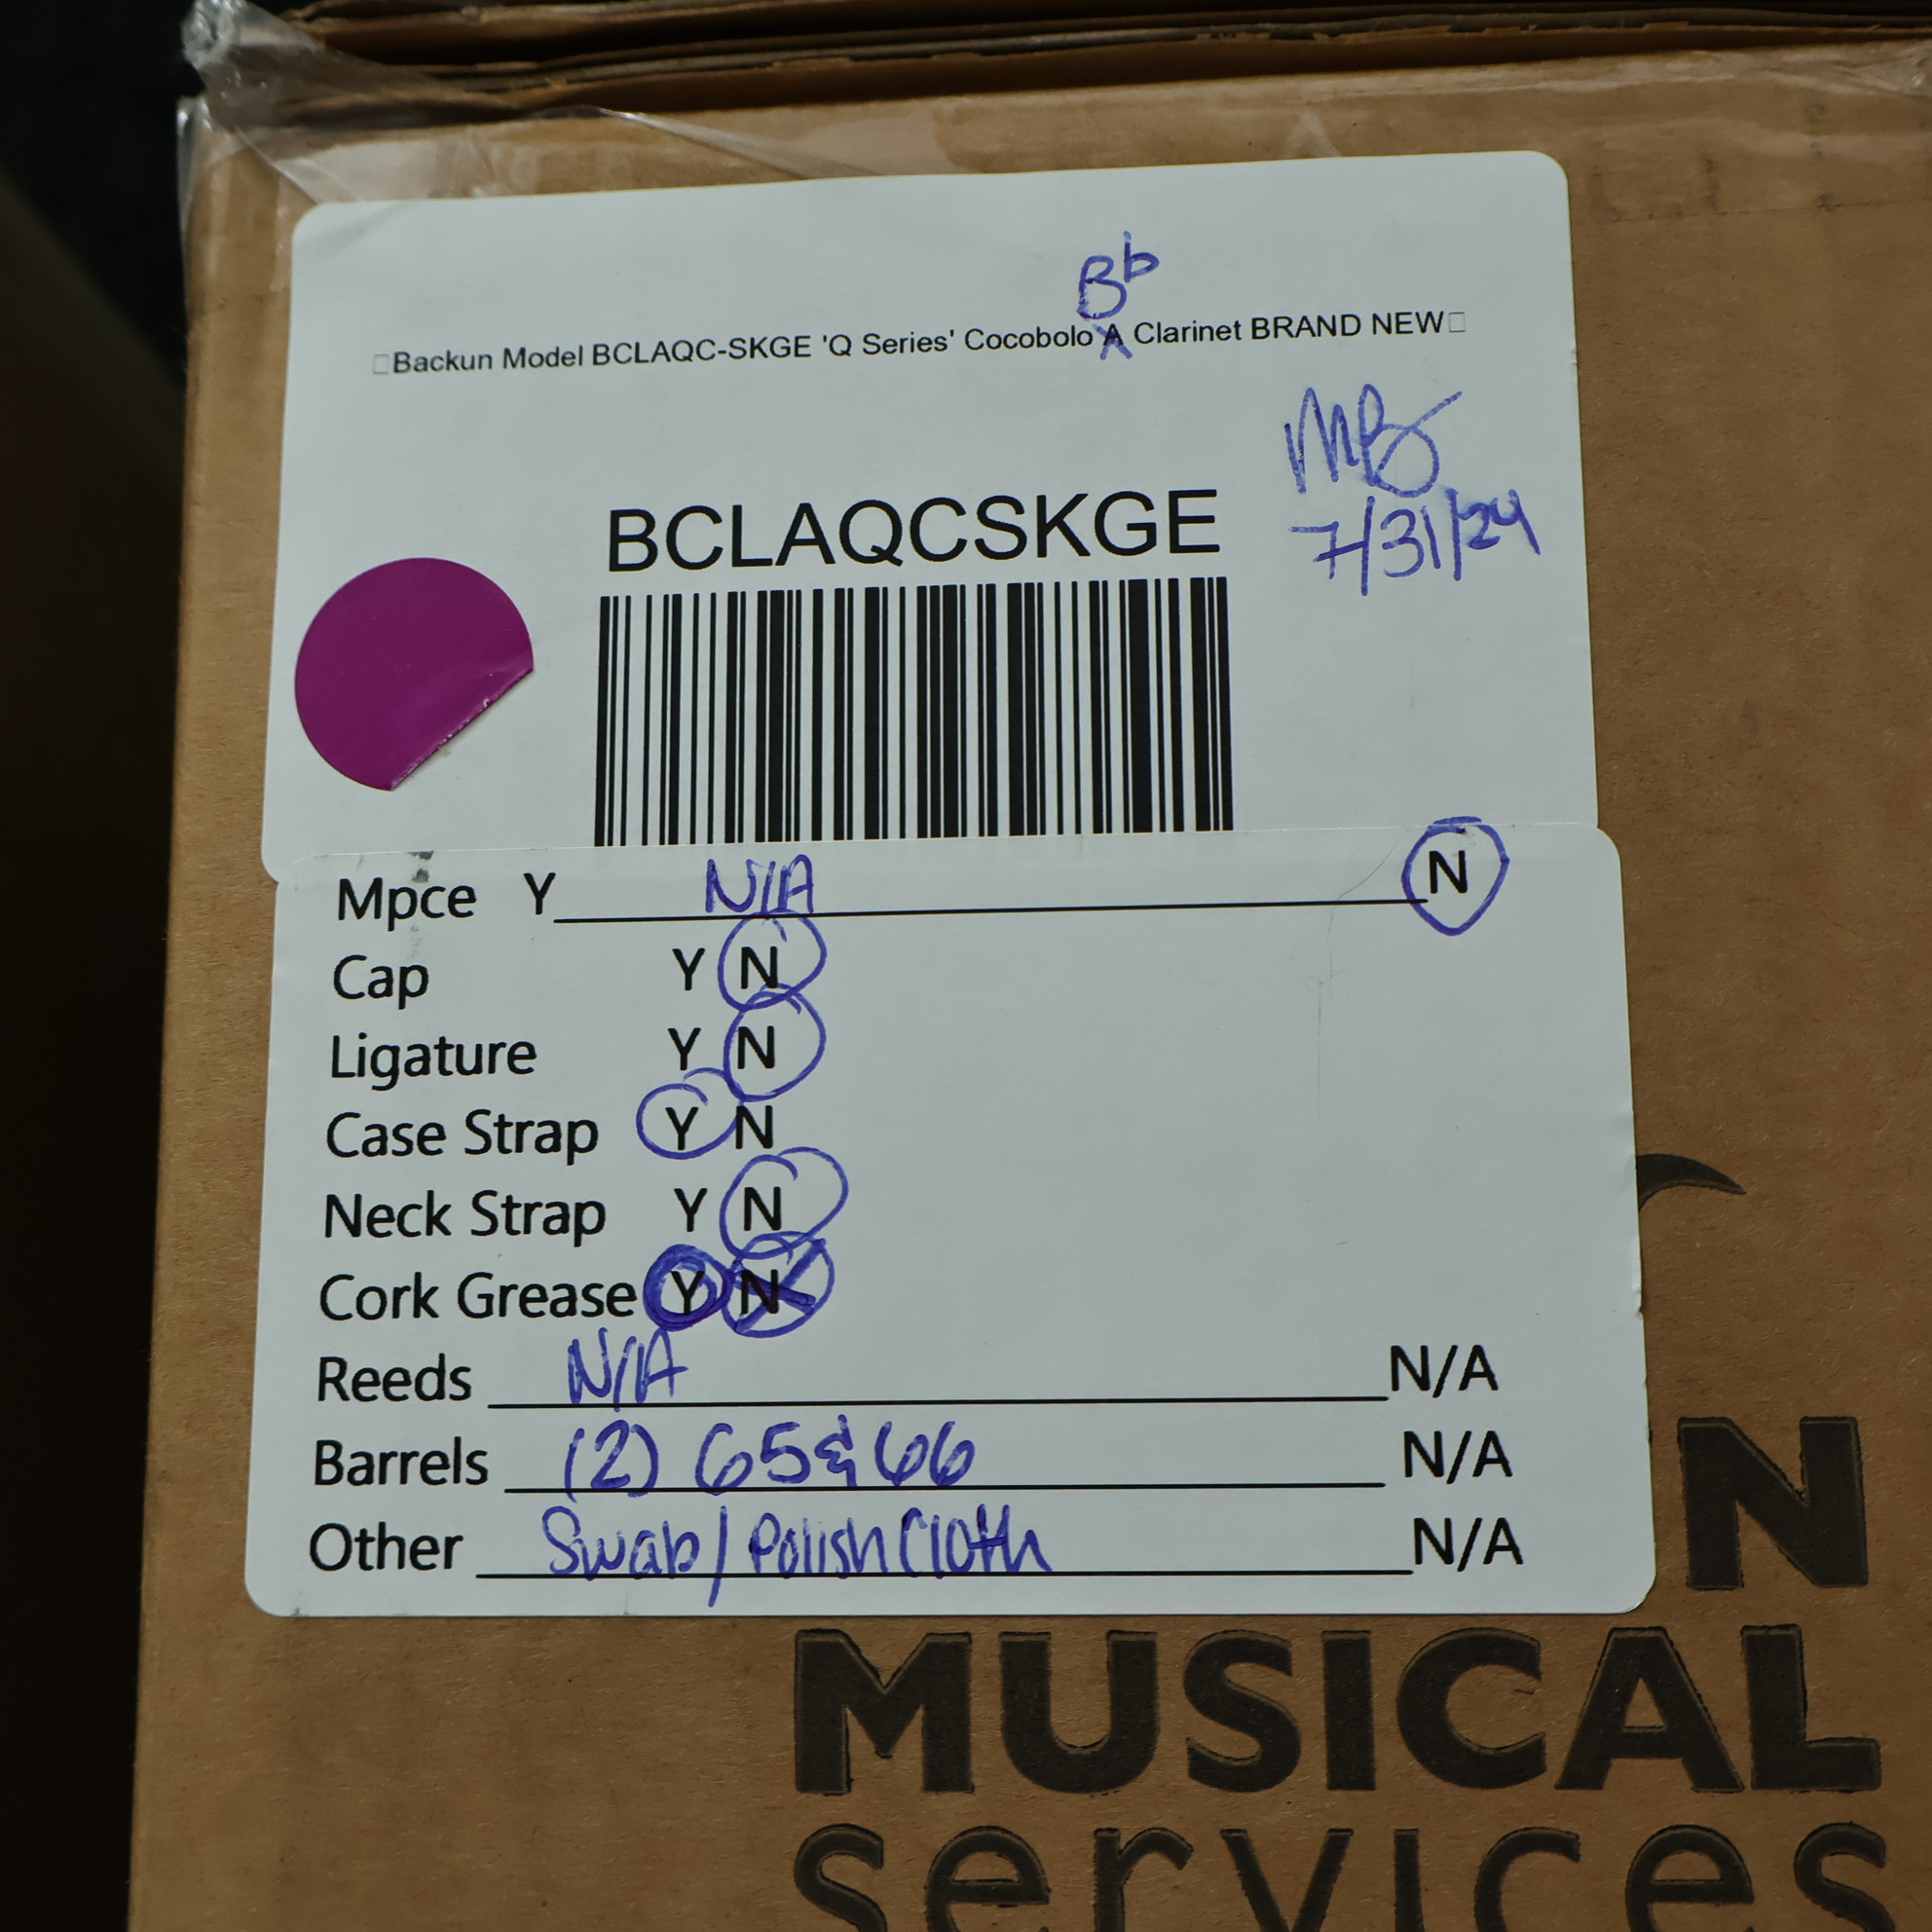 Bb
Backun Model BCLAQC-SKGE 'Q Series' Cocobolo A Clarinet BRAND NEW
BCLAQCSKGE
7/31/24
Mpce Y N/A N
Cap Y N
Ligature Y N
Case Strap Y N
Neck Strap Y N
Cork Grease Y N
Reeds N/A N/A
Barrels (2) 65 & 66 N/A
Other Swab / Polish Cloth N/A
N
MUSICAL
services